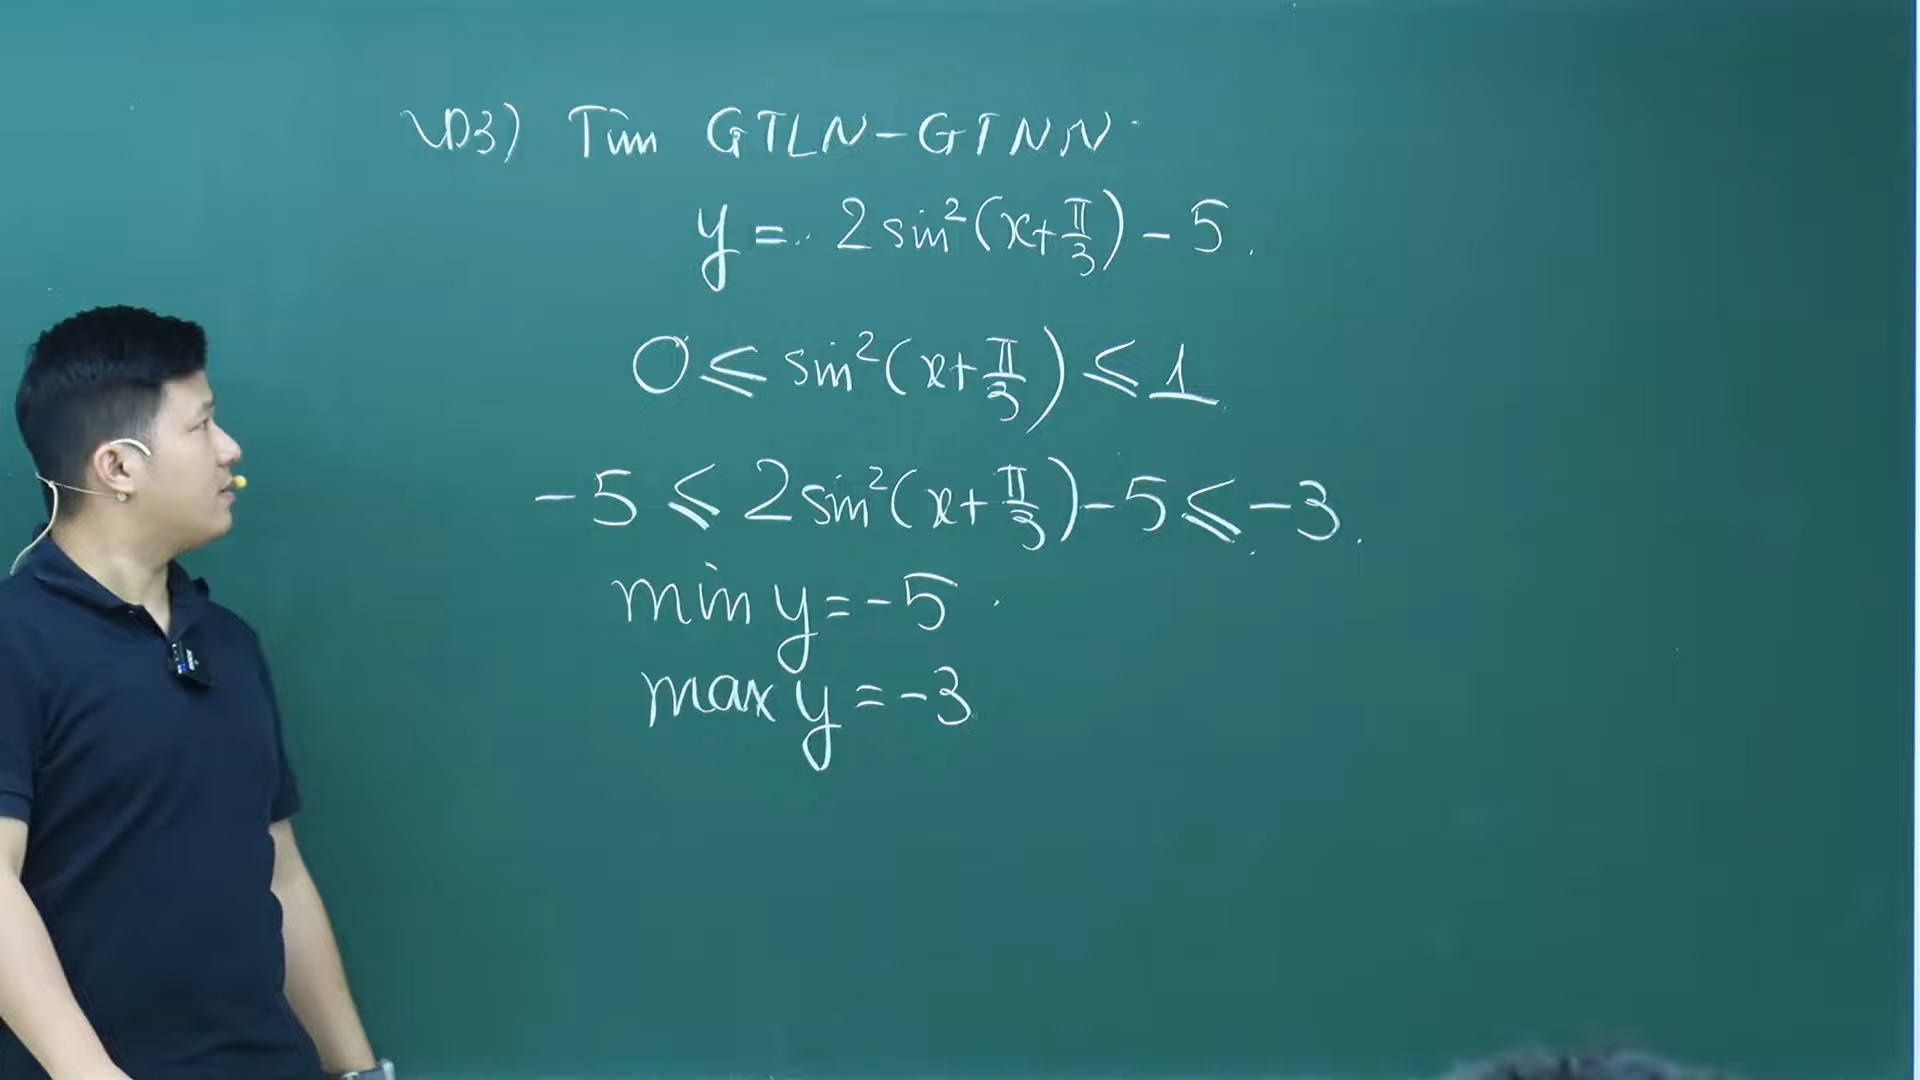 VD3) Tìm GTLN-GTNN.
y = 2sin²(x+π/3) - 5.
0 ≤ sin²(x+π/3) ≤ 1
-5 ≤ 2sin²(x+π/3) - 5 ≤ -3.
min y = -5
max y = -3